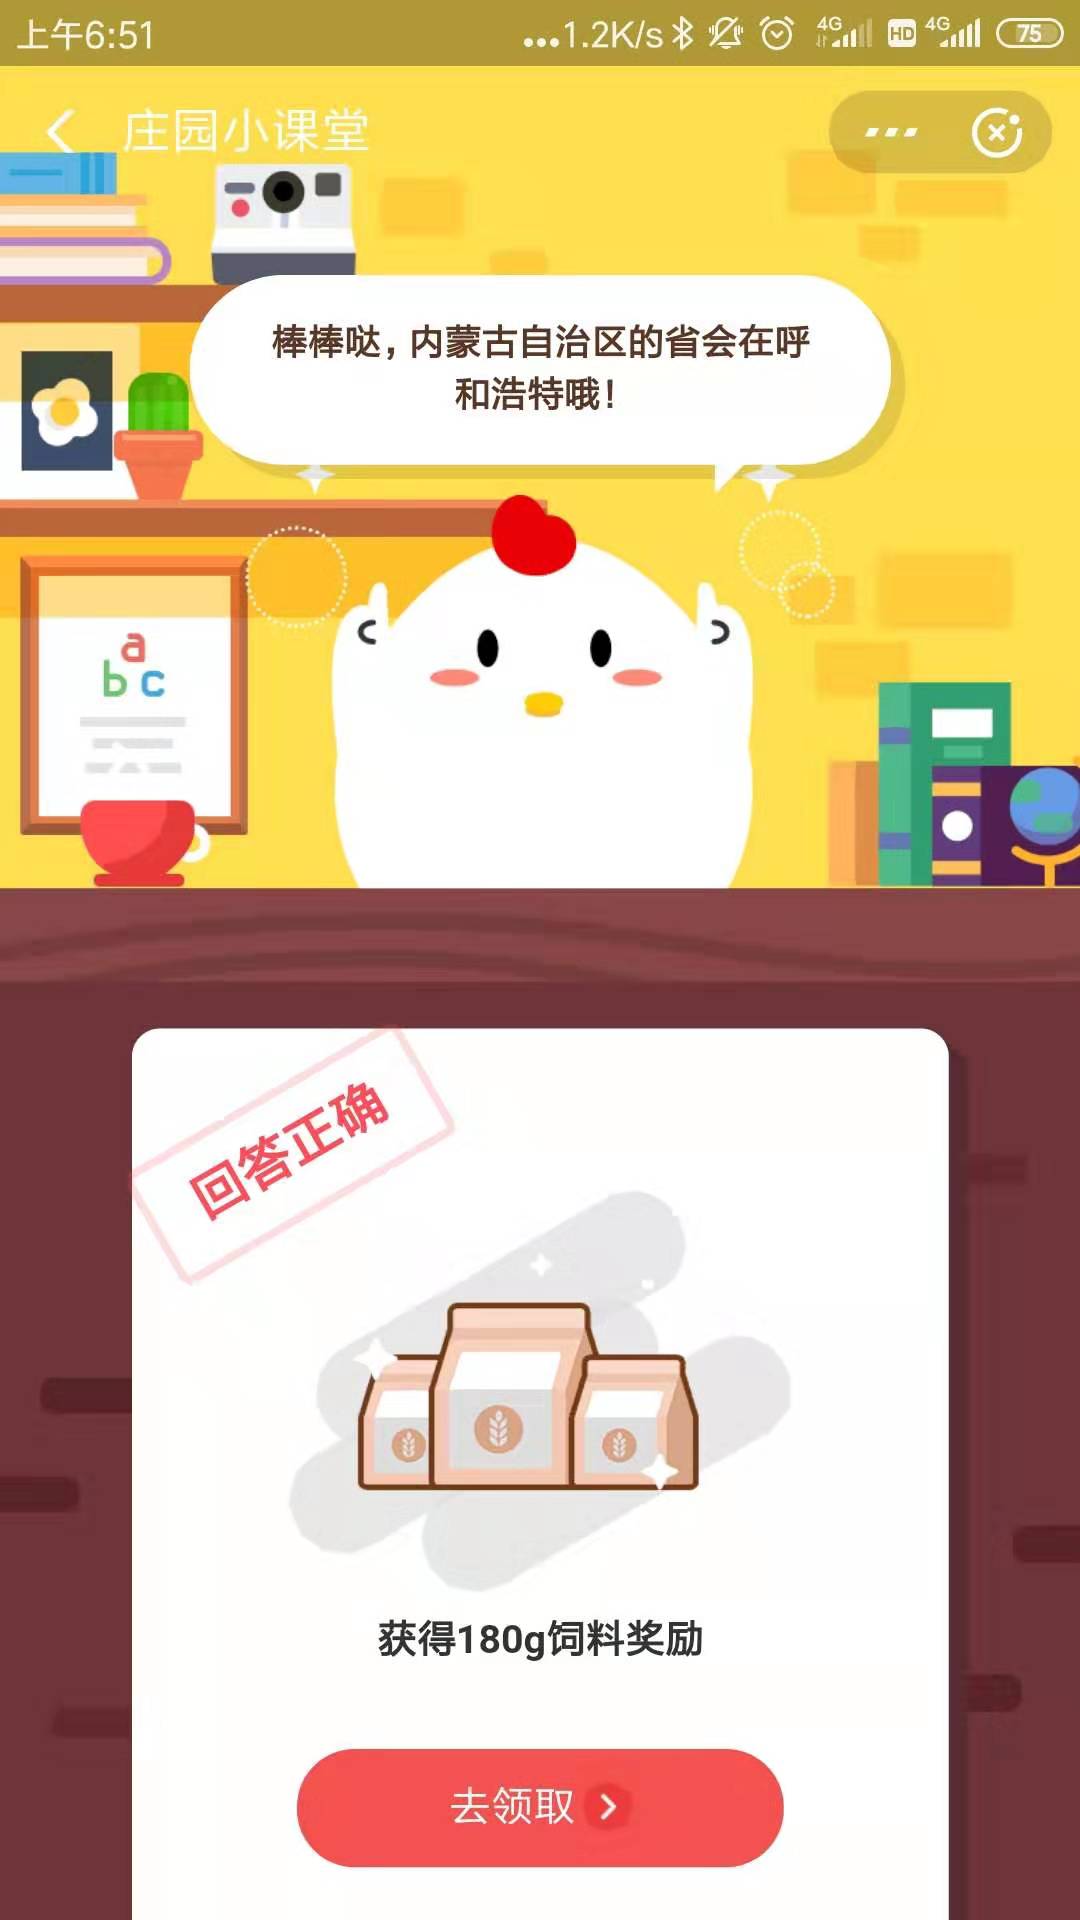 上午6:51
...1.2K/s
4G
HD
4G
75
庄园小课堂
棒棒哒，内蒙古自治区的省会在呼
和浩特哦！
a
b c
回答正确
获得180g饲料奖励
去领取